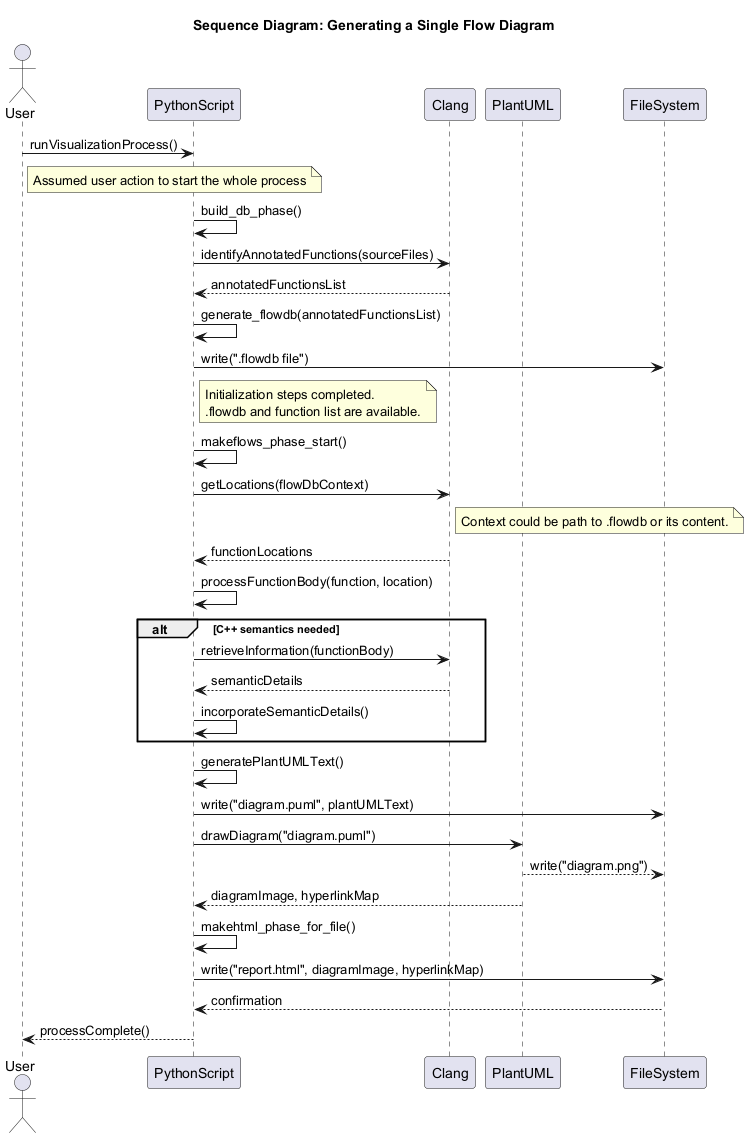 Sequence Diagram: Generating a Single Flow Diagram
User
PythonScript
Clang
PlantUML
FileSystem
runVisualizationProcess()
Assumed user action to start the whole process
build_db_phase()
identifyAnnotatedFunctions(sourceFiles)
annotatedFunctionsList
generate_flowdb(annotatedFunctionsList)
write(".flowdb file")
Initialization steps completed.
.flowdb and function list are available.
makeflows_phase_start()
getLocations(flowDbContext)
Context could be path to .flowdb or its content.
functionLocations
processFunctionBody(function, location)
alt
[C++ semantics needed]
retrieveInformation(functionBody)
semanticDetails
incorporateSemanticDetails()
generatePlantUMLText()
write("diagram.puml", plantUMLText)
drawDiagram("diagram.puml")
write("diagram.png")
diagramImage, hyperlinkMap
makehtml_phase_for_file()
write("report.html", diagramImage, hyperlinkMap)
confirmation
processComplete()
User
PythonScript
Clang
PlantUML
FileSystem